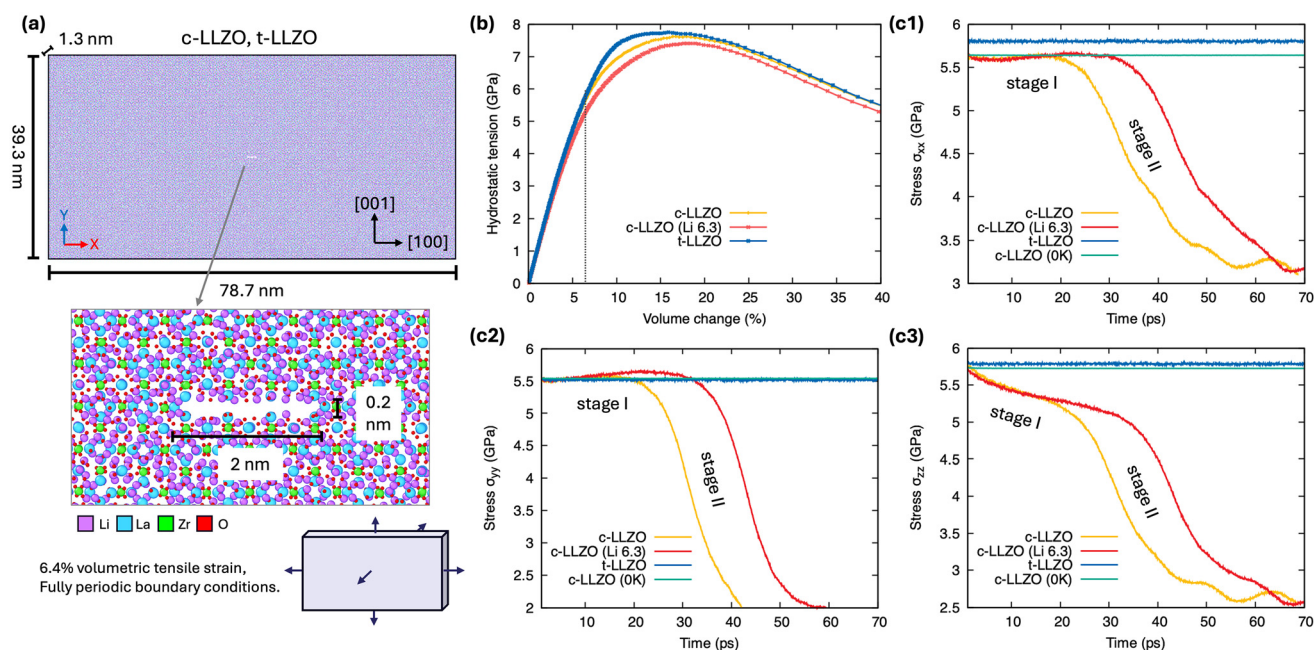 (a)
1.3 nm
c-LLZO, t-LLZO
39.3 nm
[001]
Y
X
[100]
78.7 nm
0.2
nm
2 nm
Li La Zr O
6.4% volumetric tensile strain,
Fully periodic boundary conditions.
(b)
8
7
6
5
4
3
2
1
0
Hydrostatic tension (GPa)
c-LLZO
c-LLZO (Li 6.3)
t-LLZO
0 5 10 15 20 25 30 35 40
Volume change (%)
(c1)
6
5.5
5
4.5
4
3.5
3
Stress σxx (GPa)
stage I
stage II
c-LLZO
c-LLZO (Li 6.3)
t-LLZO
c-LLZO (0K)
10 20 30 40 50 60 70
Time (ps)
(c2)
6
5.5
5
4.5
4
3.5
3
2.5
2
Stress σyy (GPa)
stage I
stage II
c-LLZO
c-LLZO (Li 6.3)
t-LLZO
c-LLZO (0K)
10 20 30 40 50 60 70
Time (ps)
(c3)
6
5.5
5
4.5
4
3.5
3
2.5
Stress σzz (GPa)
stage I
stage II
c-LLZO
c-LLZO (Li 6.3)
t-LLZO
c-LLZO (0K)
10 20 30 40 50 60 70
Time (ps)